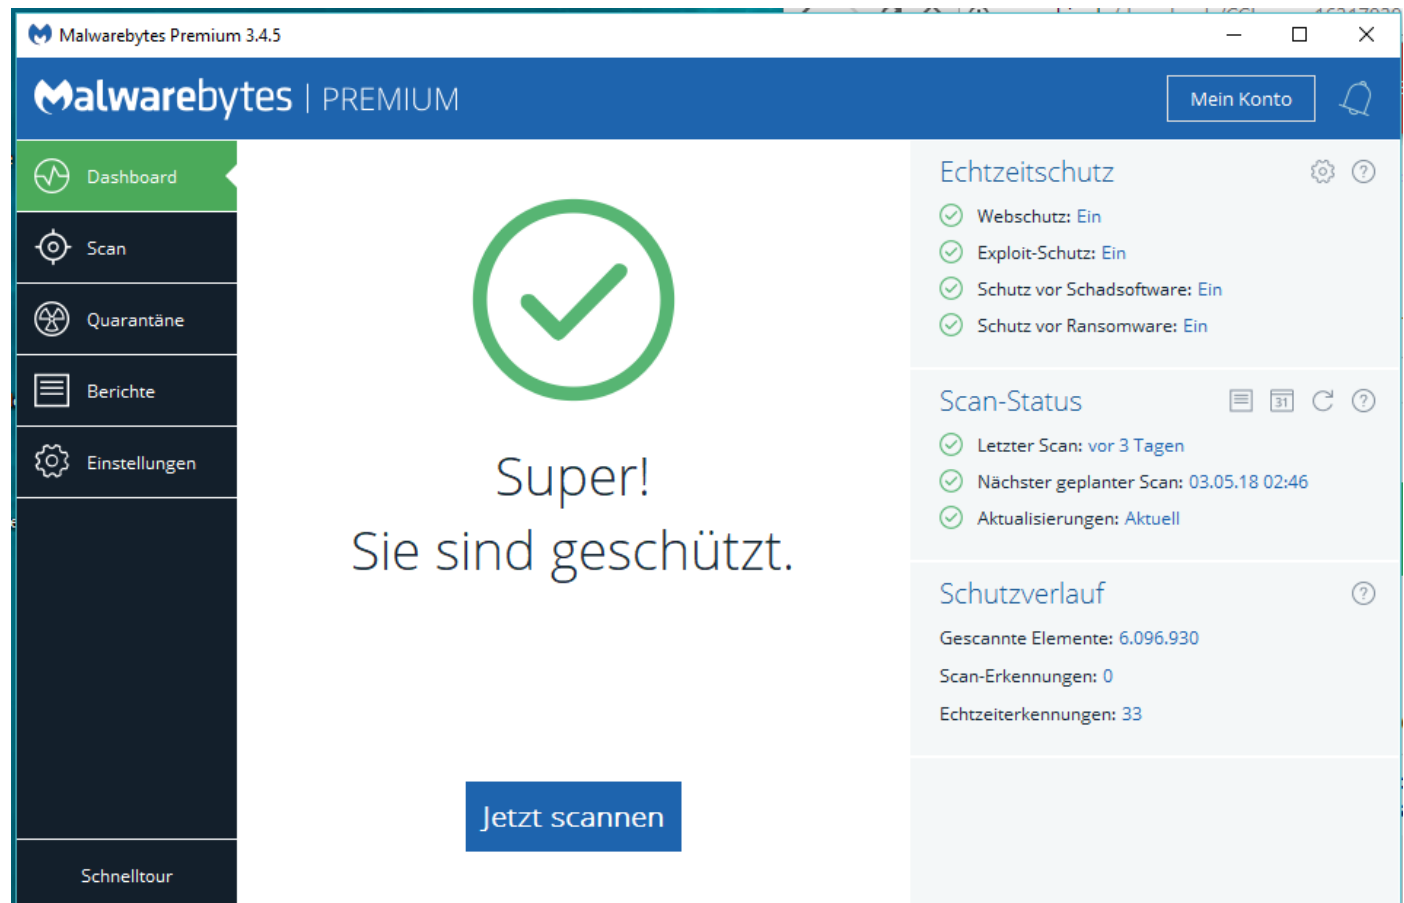 Malwarebytes Premium 3.4.5
Malwarebytes | PREMIUM
Mein Konto
Dashboard
Scan
Quarantäne
Berichte
Einstellungen
Schnelltour
Super!
Sie sind geschützt.
Jetzt scannen
Echtzeitschutz
Webschutz: Ein
Exploit-Schutz: Ein
Schutz vor Schadsoftware: Ein
Schutz vor Ransomware: Ein
Scan-Status
31
Letzter Scan: vor 3 Tagen
Nächster geplanter Scan: 03.05.18 02:46
Aktualisierungen: Aktuell
Schutzverlauf
Gescannte Elemente: 6.096.930
Scan-Erkennungen: 0
Echtzeiterkennungen: 33